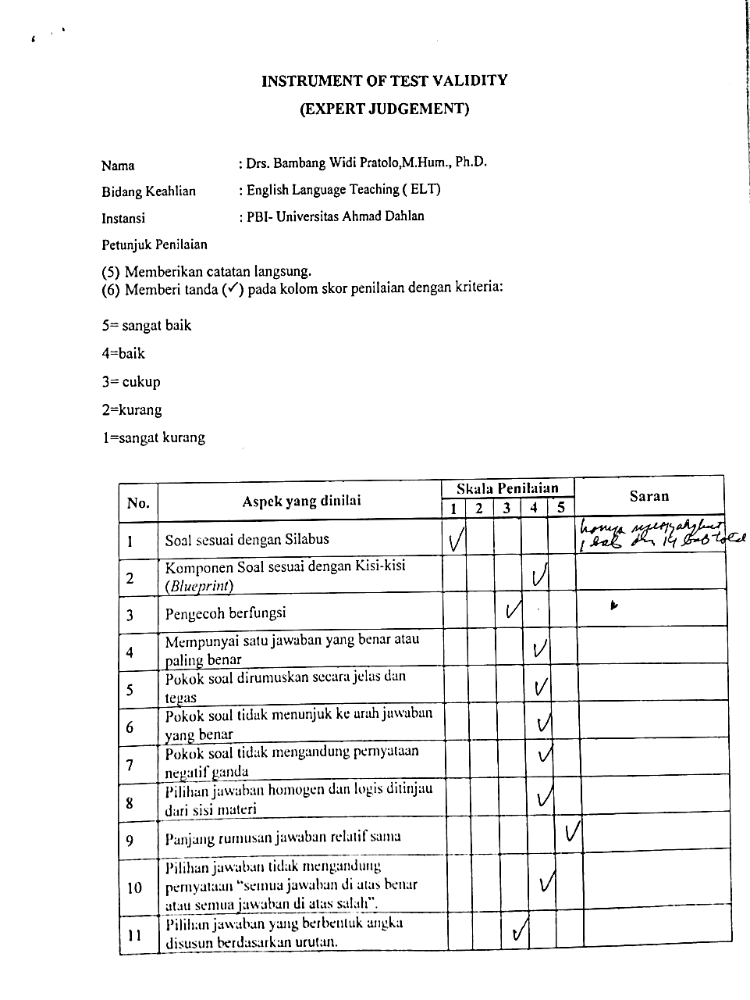 INSTRUMENT OF TEST VALIDITY
(EXPERT JUDGEMENT)
Nama : Drs. Bambang Widi Pratolo,M.Hum., Ph.D.
Bidang Keahlian : English Language Teaching ( ELT)
Instansi : PBI- Universitas Ahmad Dahlan
Petunjuk Penilaian
(5) Memberikan catatan langsung.
(6) Memberi tanda (✓) pada kolom skor penilaian dengan kriteria:
5= sangat baik
4=baik
3= cukup
2=kurang
1=sangat kurang
No. Aspek yang dinilai Skala Penilaian Saran
1 2 3 4 5
1 Soal sesuai dengan Silabus ✓ hanya
1 bab dr 14 bab total
2 Komponen Soal sesuai dengan Kisi-kisi
(Blueprint) ✓
3 Pengecoh berfungsi ✓
4 Mempunyai satu jawaban yang benar atau
paling benar ✓
5 Pokok soal dirumuskan secara jelas dan
tegas ✓
6 Pokok soal tidak menunjuk ke arah jawaban
yang benar ✓
7 Pokok soal tidak mengandung pernyataan
negatif ganda ✓
8 Pilihan jawaban homogen dan logis ditinjau
dari sisi materi ✓
9 Panjang rumusan jawaban relatif sama ✓
10 Pilihan jawaban tidak mengandung
pernyataan "semua jawaban di atas benar
atau semua jawaban di atas salah". ✓
11 Pilihan jawaban yang berbentuk angka
disusun berdasarkan urutan. ✓